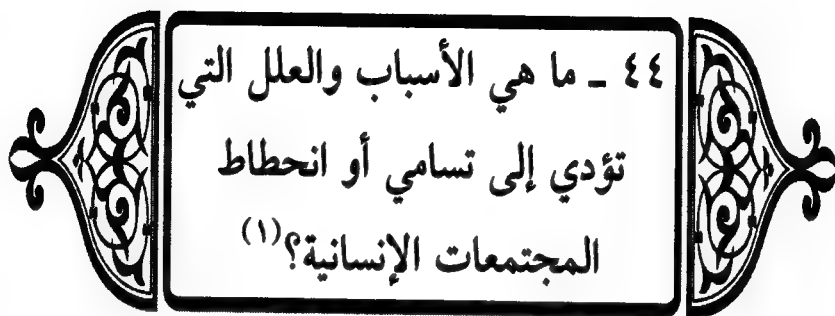 ٤٤ ـ ما هي الأسباب والعلل التي
تؤدي إلى تسامي أو انحطاط
المجتمعات الإنسانية؟(١)